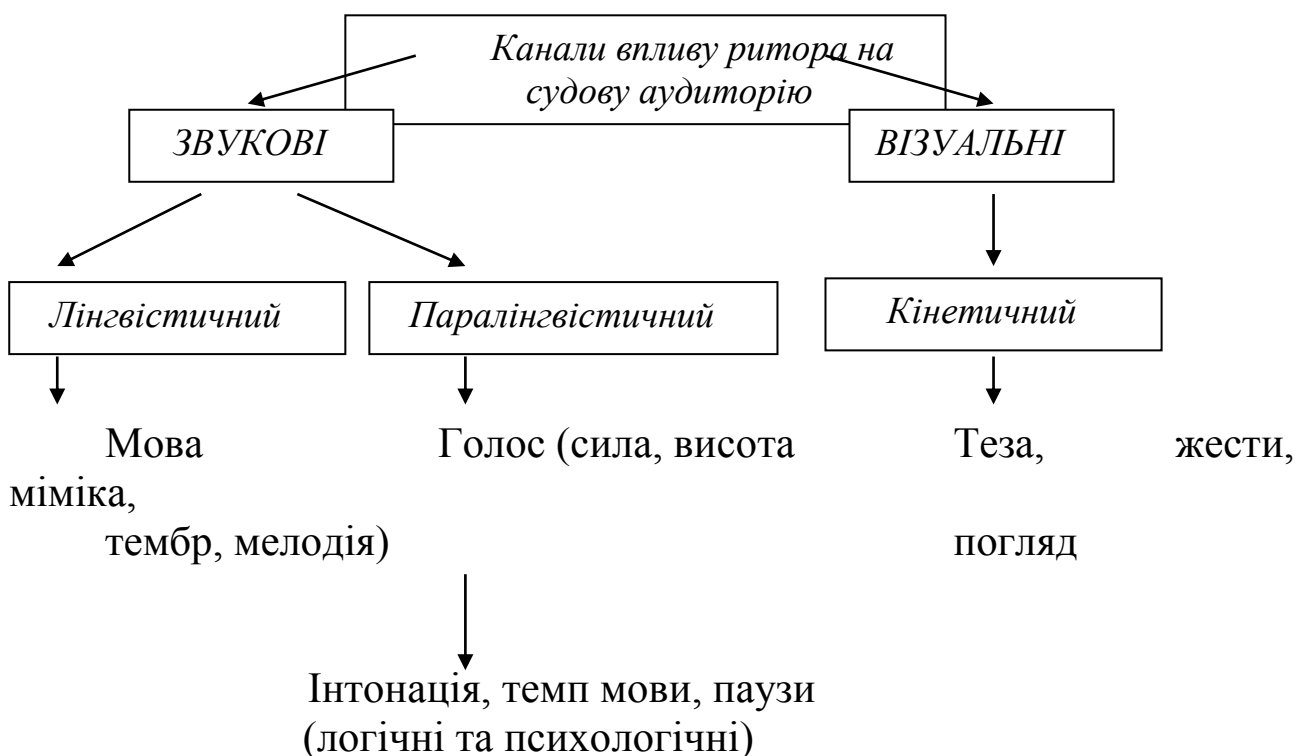 Канали впливу ритора на
судову аудиторію
ЗВУКОВІ
ВІЗУАЛЬНІ
Лінгвістичний
Паралінгвістичний
Кінетичний
Мова Голос (сила, висота Теза, жести,
міміка,
тембр, мелодія) погляд
Інтонація, темп мови, паузи
(логічні та психологічні)